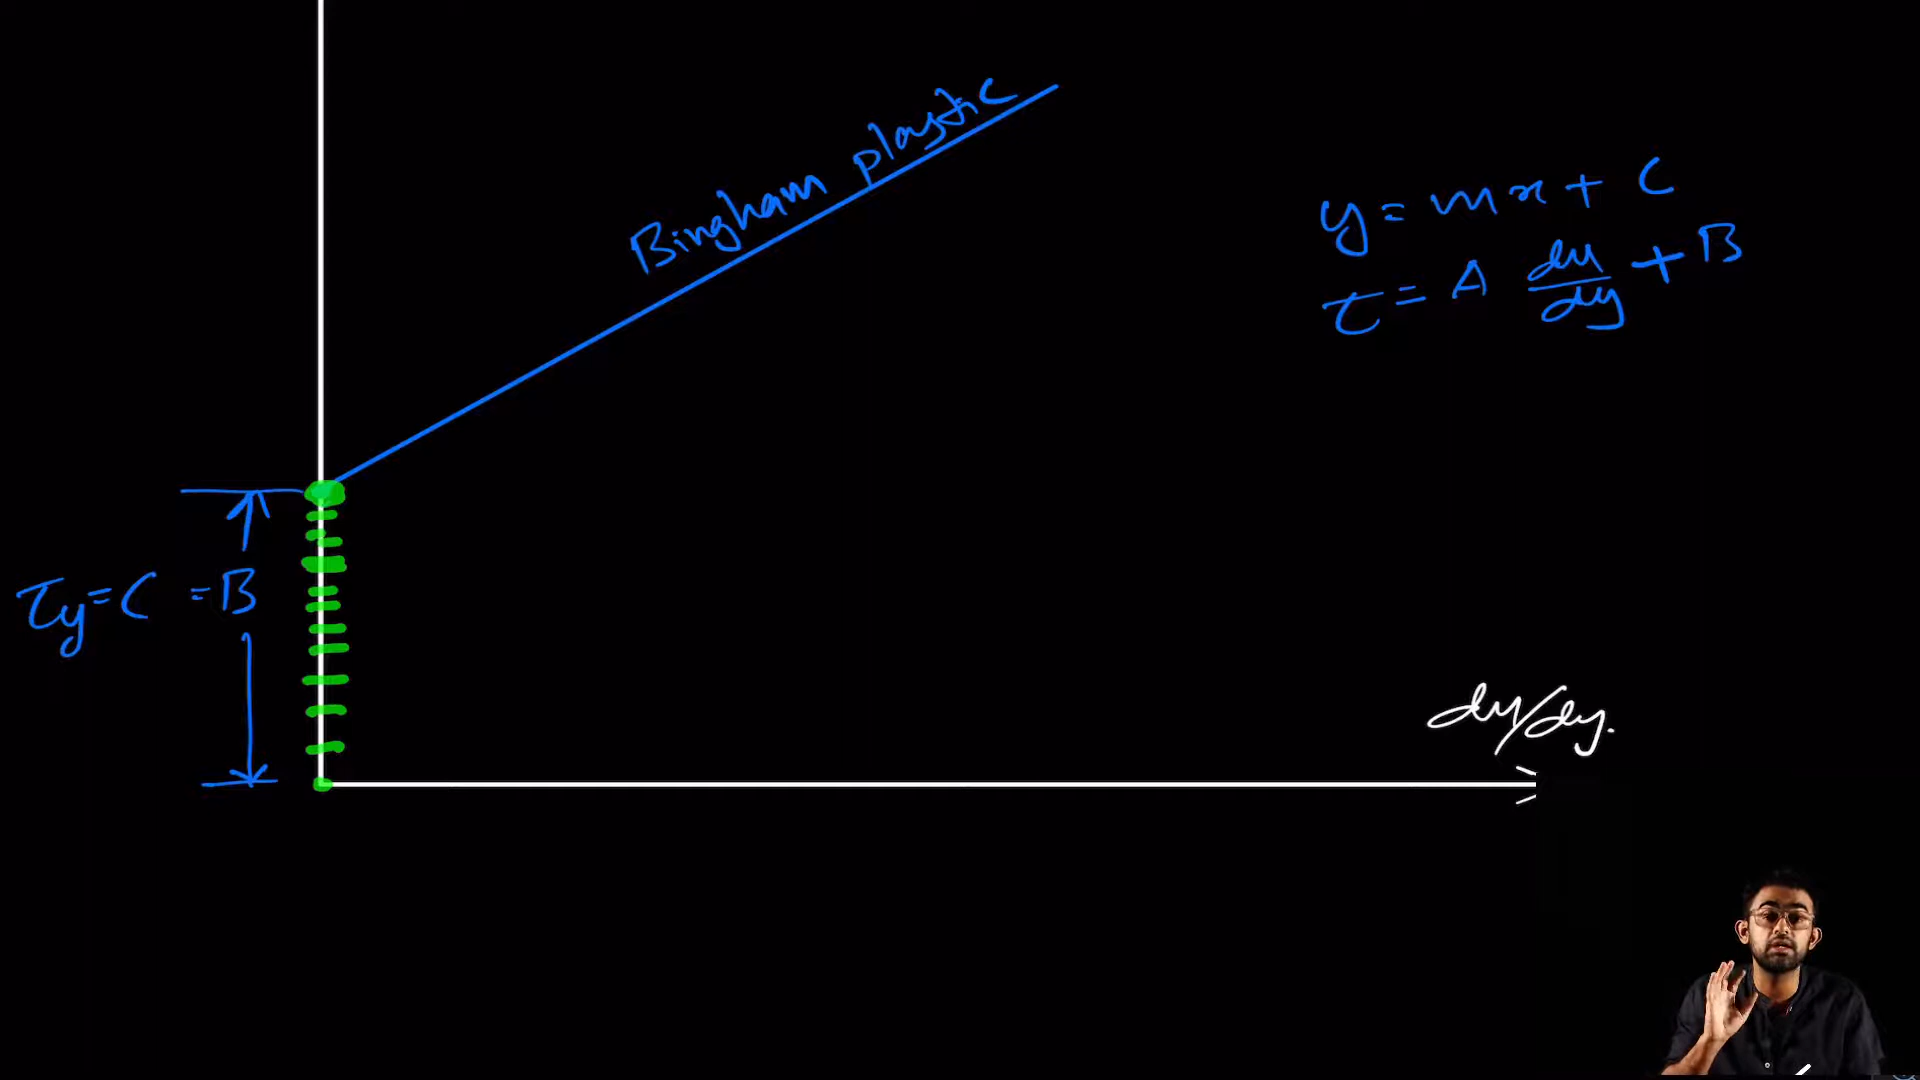 Bingham plastic
y = mx + C
τ = A du/dy + B
τy = C = B
du/dy.